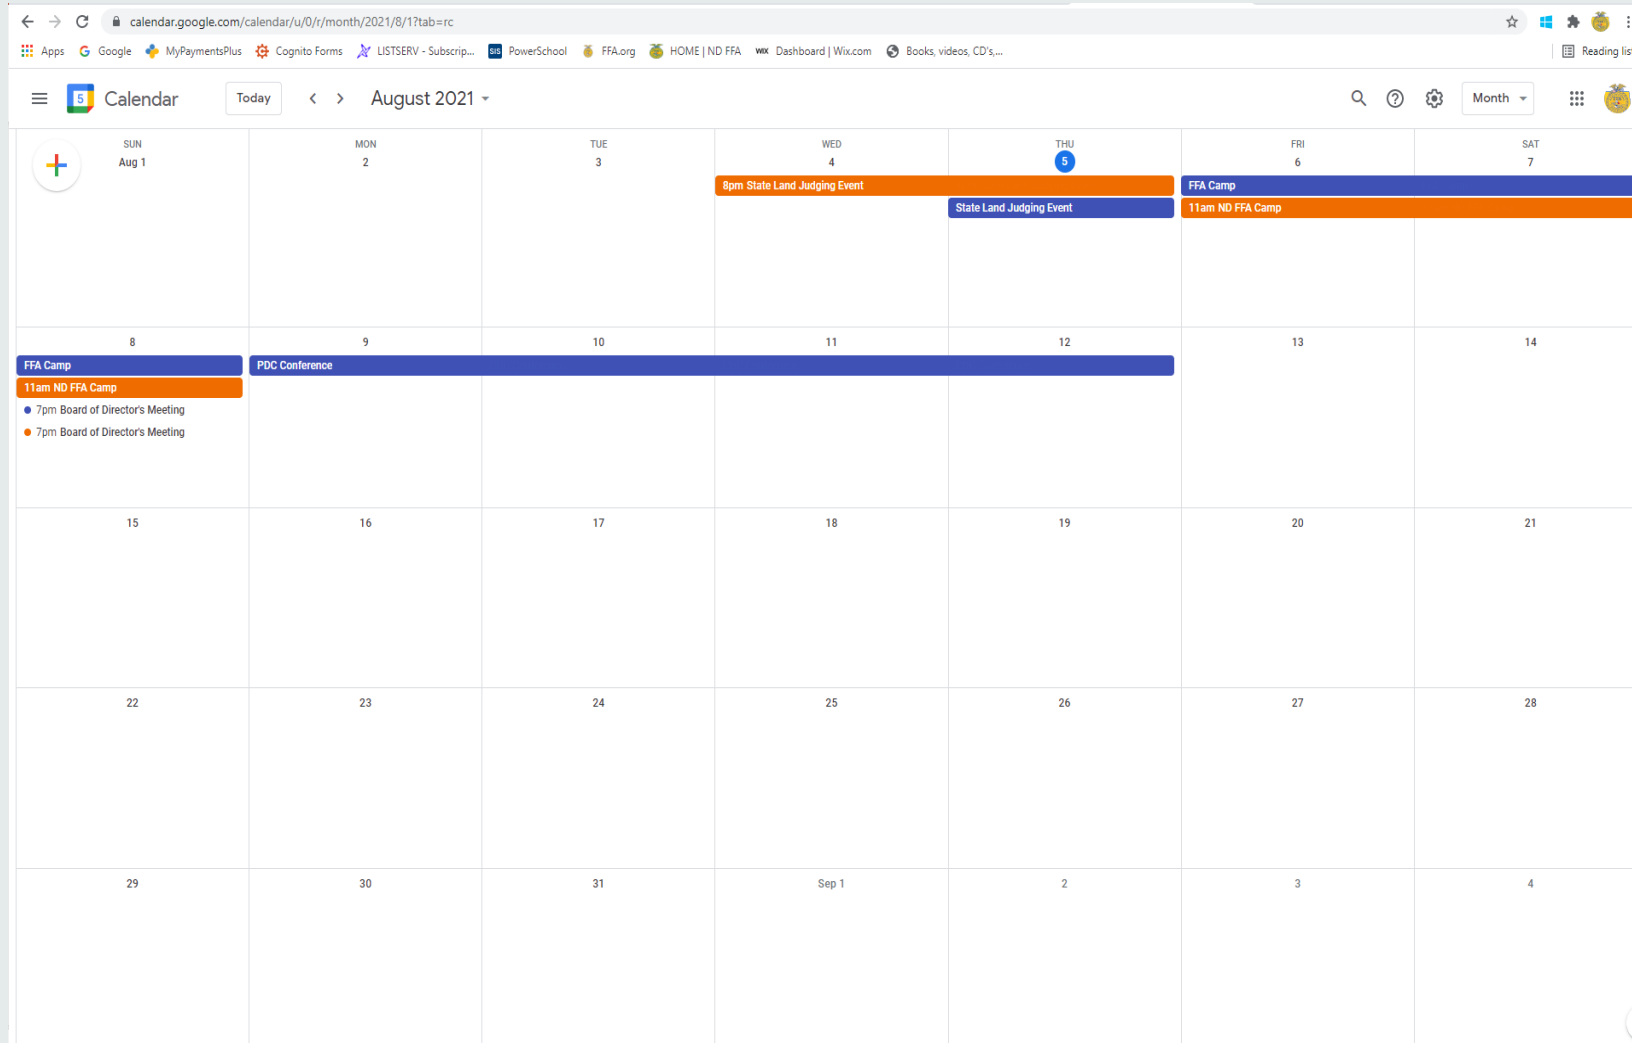 calendar.google.com/calendar/u/0/r/month/2021/8/1?tab=rc
Apps Google MyPaymentsPlus Cognito Forms LISTSERV - Subscrip... SIS PowerSchool FFA.org HOME | ND FFA WIX Dashboard | Wix.com Books, videos, CD's,... Reading list
5 Calendar Today August 2021 Month
SUN MON TUE WED THU FRI SAT
Aug 1 2 3 4 5 6 7
8pm State Land Judging Event FFA Camp
State Land Judging Event 11am ND FFA Camp
8 9 10 11 12 13 14
FFA Camp PDC Conference
11am ND FFA Camp
7pm Board of Director's Meeting
7pm Board of Director's Meeting
15 16 17 18 19 20 21
22 23 24 25 26 27 28
29 30 31 Sep 1 2 3 4